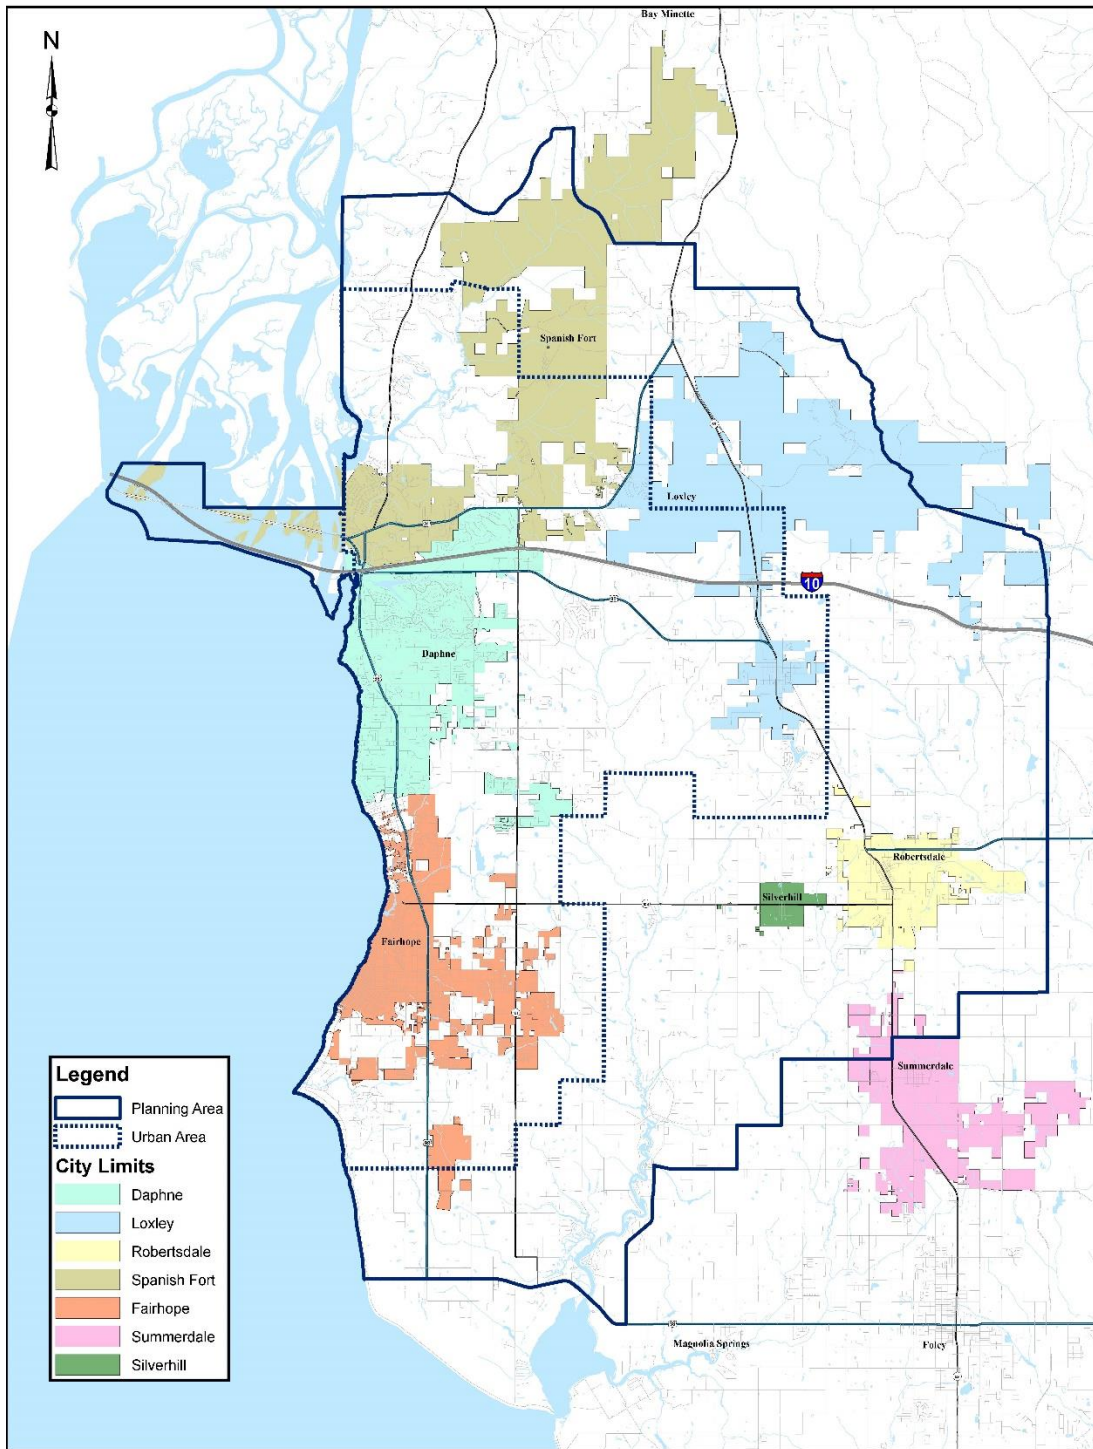 Bay Minette
N
Spanish Fort
Loxley
10
Daphne
Robertsdale
Silverhill
Fairhope
Summerdale
Legend
Planning Area
Urban Area
City Limits
Daphne
Loxley
Robertsdale
Spanish Fort
Fairhope
Summerdale
Silverhill
Magnolia Springs
Foley